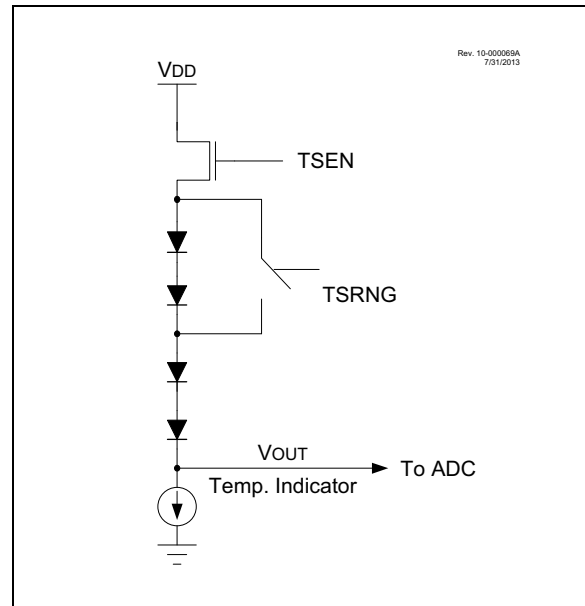 Rev. 10-000069A
7/31/2013
VDD
TSEN
TSRNG
VOUT
To ADC
Temp. Indicator